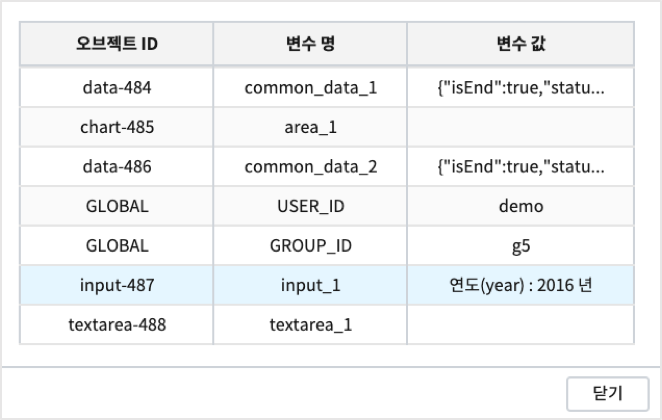 오브젝트 ID 변수 명 변수 값
data-484 common_data_1 {"isEnd":true,"statu...
chart-485 area_1
data-486 common_data_2 {"isEnd":true,"statu...
GLOBAL USER_ID demo
GLOBAL GROUP_ID g5
input-487 input_1 연도(year) : 2016 년
textarea-488 textarea_1
닫기